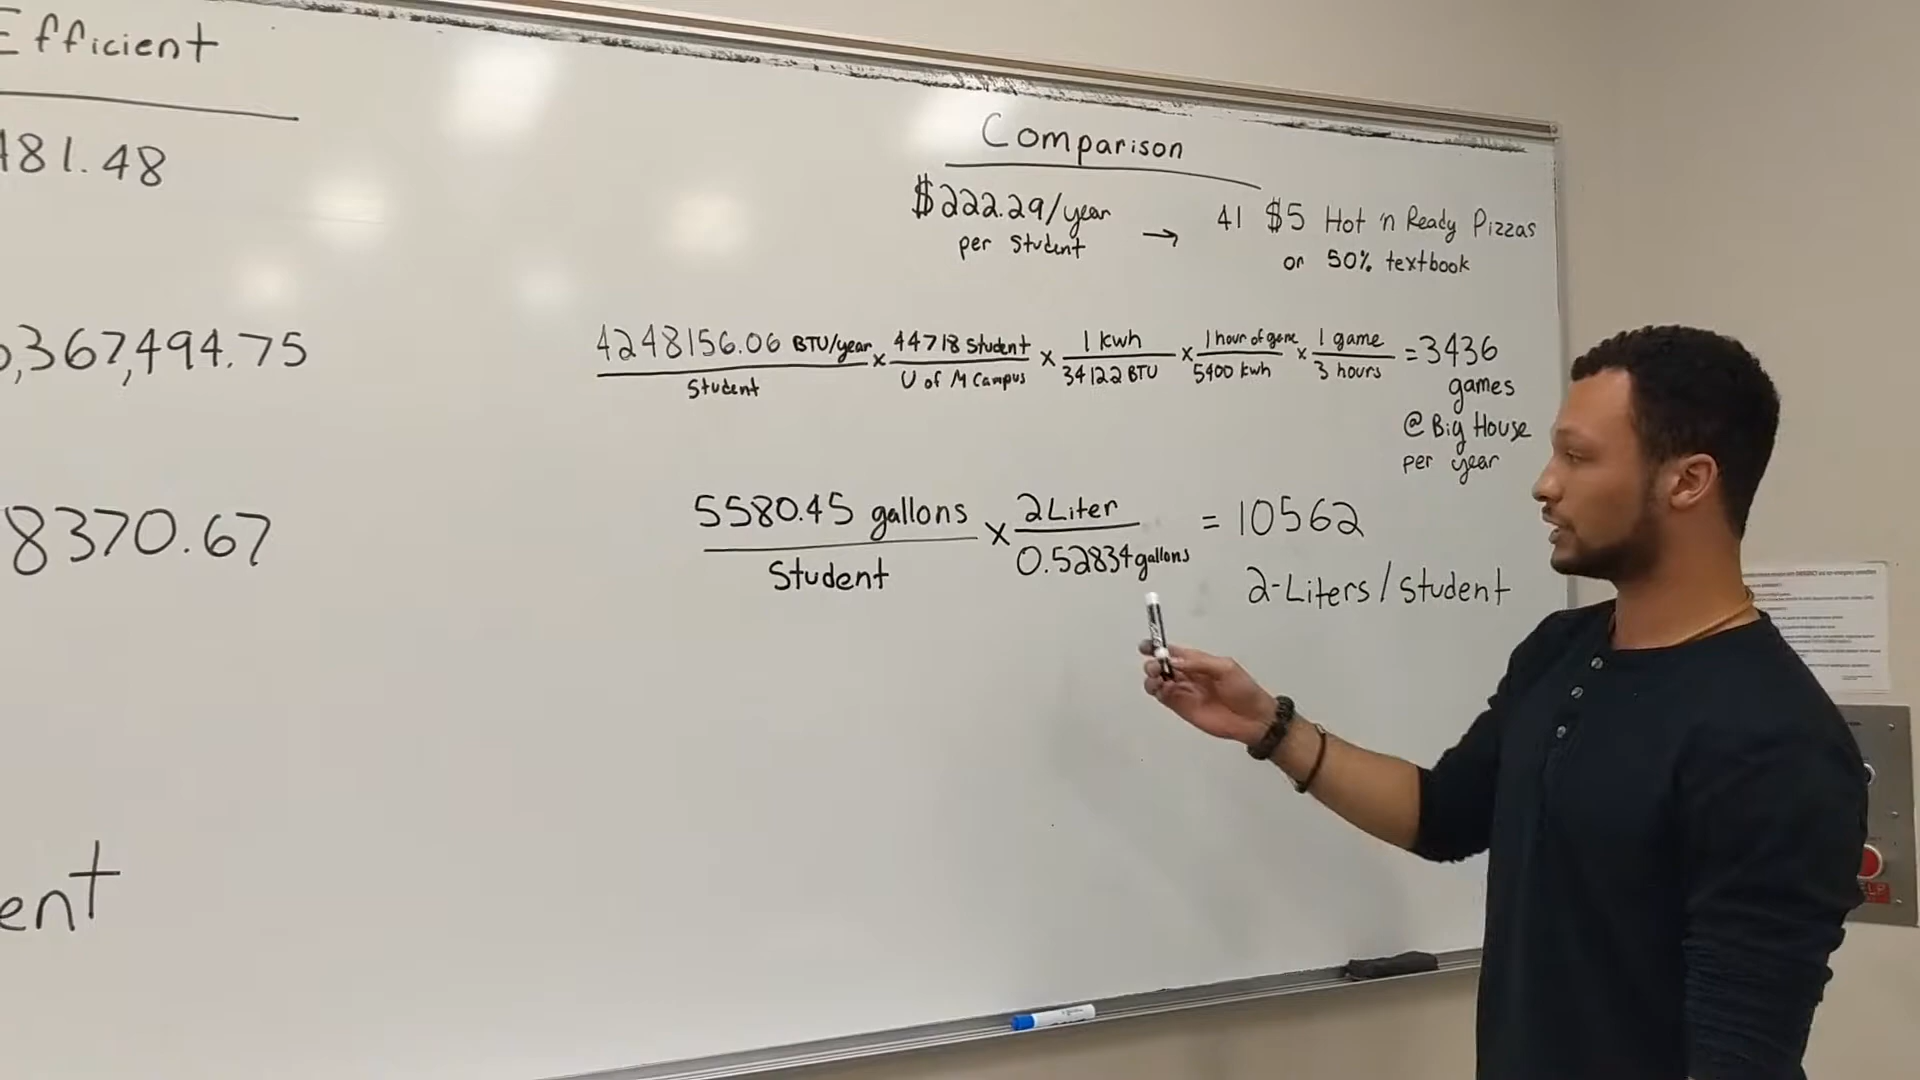 Efficient
481.48
,367,494.75
8370.67
ent
Comparison
$222.29/year
per Student
→ 41 $5 Hot 'n Ready Pizzas
or 50% textbook
4248156.06 BTU/year × 44718 Student × 1 kwh × 1 hour of game × 1 game = 3436
Student U of M Campus 34122 BTU 5400 kwh 3 hours
games
@ Big House
per year
5580.45 gallons × 2 Liter = 10562
Student 0.52834 gallons
2-Liters / student
HELP